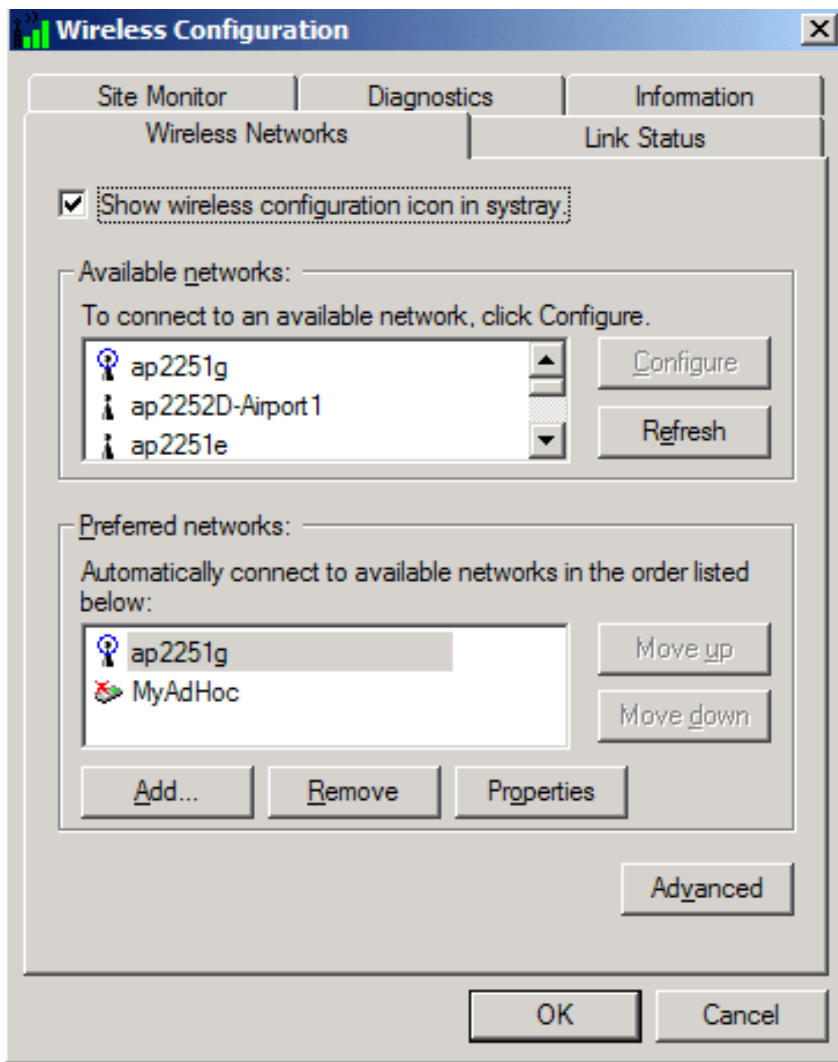 Wireless Configuration
Site Monitor
Diagnostics
Information
Wireless Networks
Link Status
Show wireless configuration icon in systray.
Available networks:
To connect to an available network, click Configure.
ap2251g
ap2252D-Airport1
ap2251e
Configure
Refresh
Preferred networks:
Automatically connect to available networks in the order listed
below:
ap2251g
MyAdHoc
Move up
Move down
Add...
Remove
Properties
Advanced
OK
Cancel